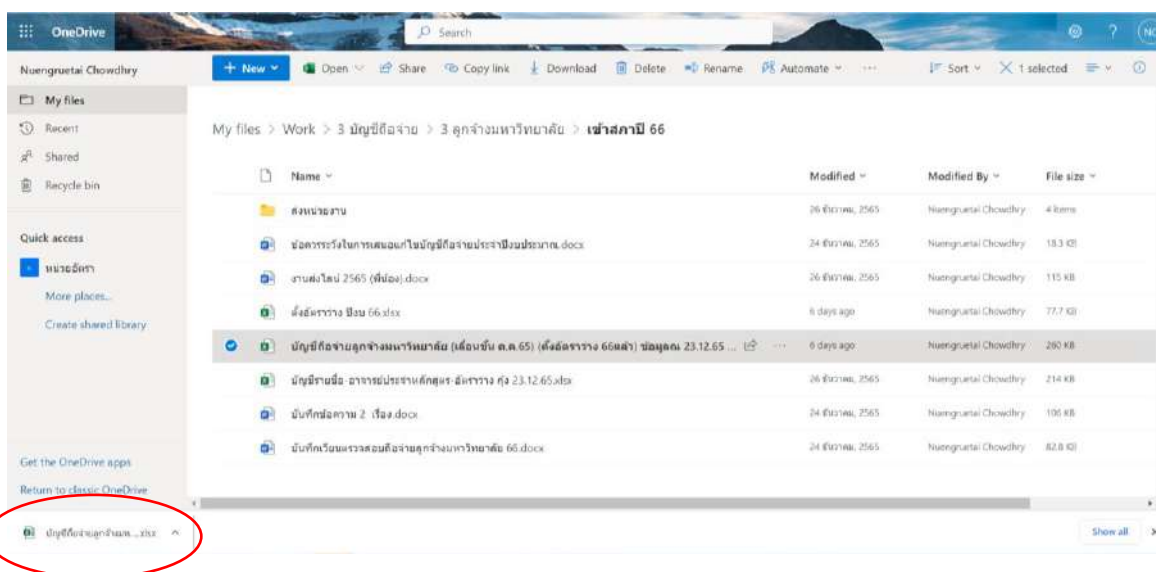 OneDrive
Search
Nuengruetai Chowdhry
New
Open
Share
Copy link
Download
Delete
Rename
Automate
Sort
1 selected
My files
Recent
Shared
Recycle bin
Quick access
หน่วยอัตรา
More places...
Create shared library
Get the OneDrive apps
Return to classic OneDrive
My files > Work > 3 บัญชีถือจ่าย > 3 ลูกจ้างมหาวิทยาลัย > เข้าสภาปี 66
Name Modified Modified By File size
ส่งหน่วยงาน 26 ธันวาคม, 2565 Nuengruetai Chowdhry 4 items
ข้อควรระวังในการเสนอแก้ไขบัญชีถือจ่ายประจำปีงบประมาณ.docx 24 ธันวาคม, 2565 Nuengruetai Chowdhry 18.3 KB
งานส่งไลน์ 2565 (พี่น้อง).docx 26 ธันวาคม, 2565 Nuengruetai Chowdhry 115 KB
ตั้งอัตราว่าง ปีงบ 66.xlsx 6 days ago Nuengruetai Chowdhry 77.7 KB
บัญชีถือจ่ายลูกจ้างมหาวิทยาลัย (เลื่อนขั้น ต.ค.65) (ตั้งอัตราว่าง 66แล้ว) ข้อมูลณ 23.12.65 ... 6 days ago Nuengruetai Chowdhry 260 KB
บัญชีรายชื่อ-อาจารย์ประจำหลักสูตร-อัตราว่าง กุ้ง 23.12.65.xlsx 26 ธันวาคม, 2565 Nuengruetai Chowdhry 214 KB
บันทึกข้อความ 2 เรื่อง.docx 24 ธันวาคม, 2565 Nuengruetai Chowdhry 106 KB
บันทึกเวียนตรวจสอบถือจ่ายลูกจ้างมหาวิทยาลัย 66.docx 24 ธันวาคม, 2565 Nuengruetai Chowdhry 82.8 KB
บัญชีถือจ่ายลูกจ้างมห....xlsx
Show all